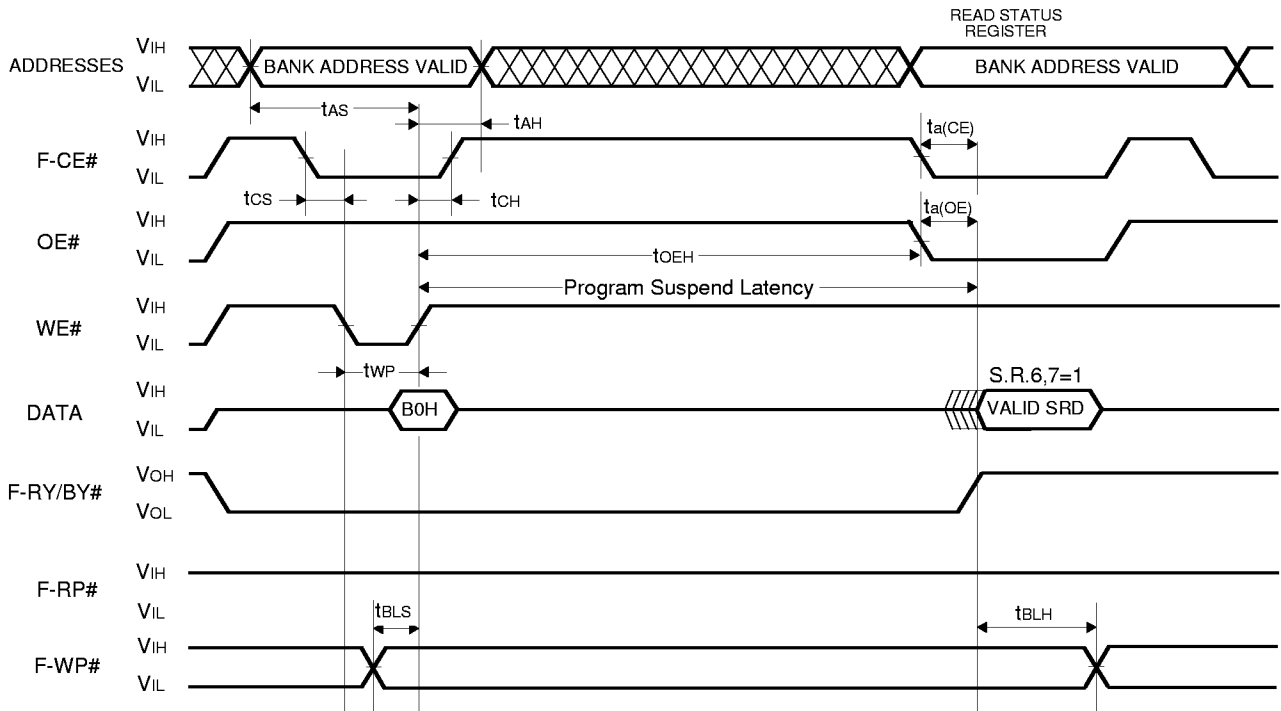 READ STATUS
REGISTER
ADDRESSES
VIH
VIL
BANK ADDRESS VALID
BANK ADDRESS VALID
tAS
tAH
F-CE#
VIH
VIL
ta(CE)
tCS
tCH
OE#
VIH
VIL
ta(OE)
tOEH
Program Suspend Latency
WE#
VIH
VIL
tWP
S.R.6,7=1
DATA
VIH
VIL
B0H
VALID SRD
F-RY/BY#
VOH
VOL
F-RP#
VIH
VIL
tBLS
tBLH
F-WP#
VIH
VIL